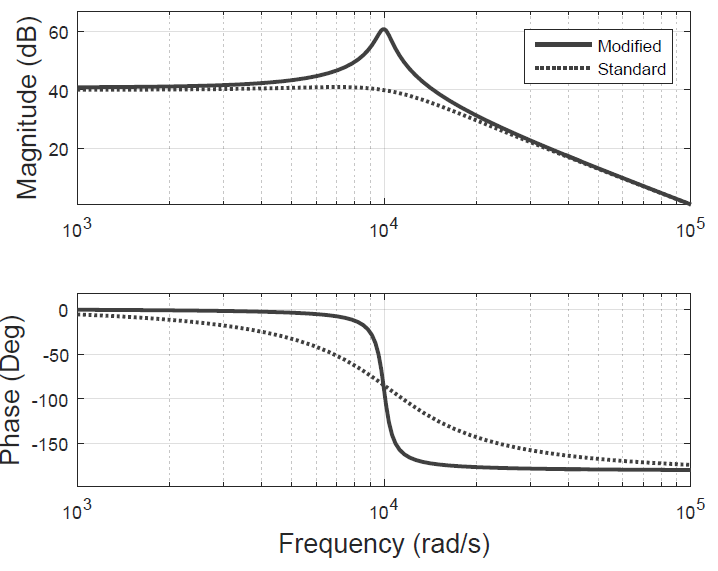 Magnitude (dB)
60
40
20
Modified
Standard
10^3
10^4
10^5
Phase (Deg)
0
-50
-100
-150
10^3
10^4
10^5
Frequency (rad/s)